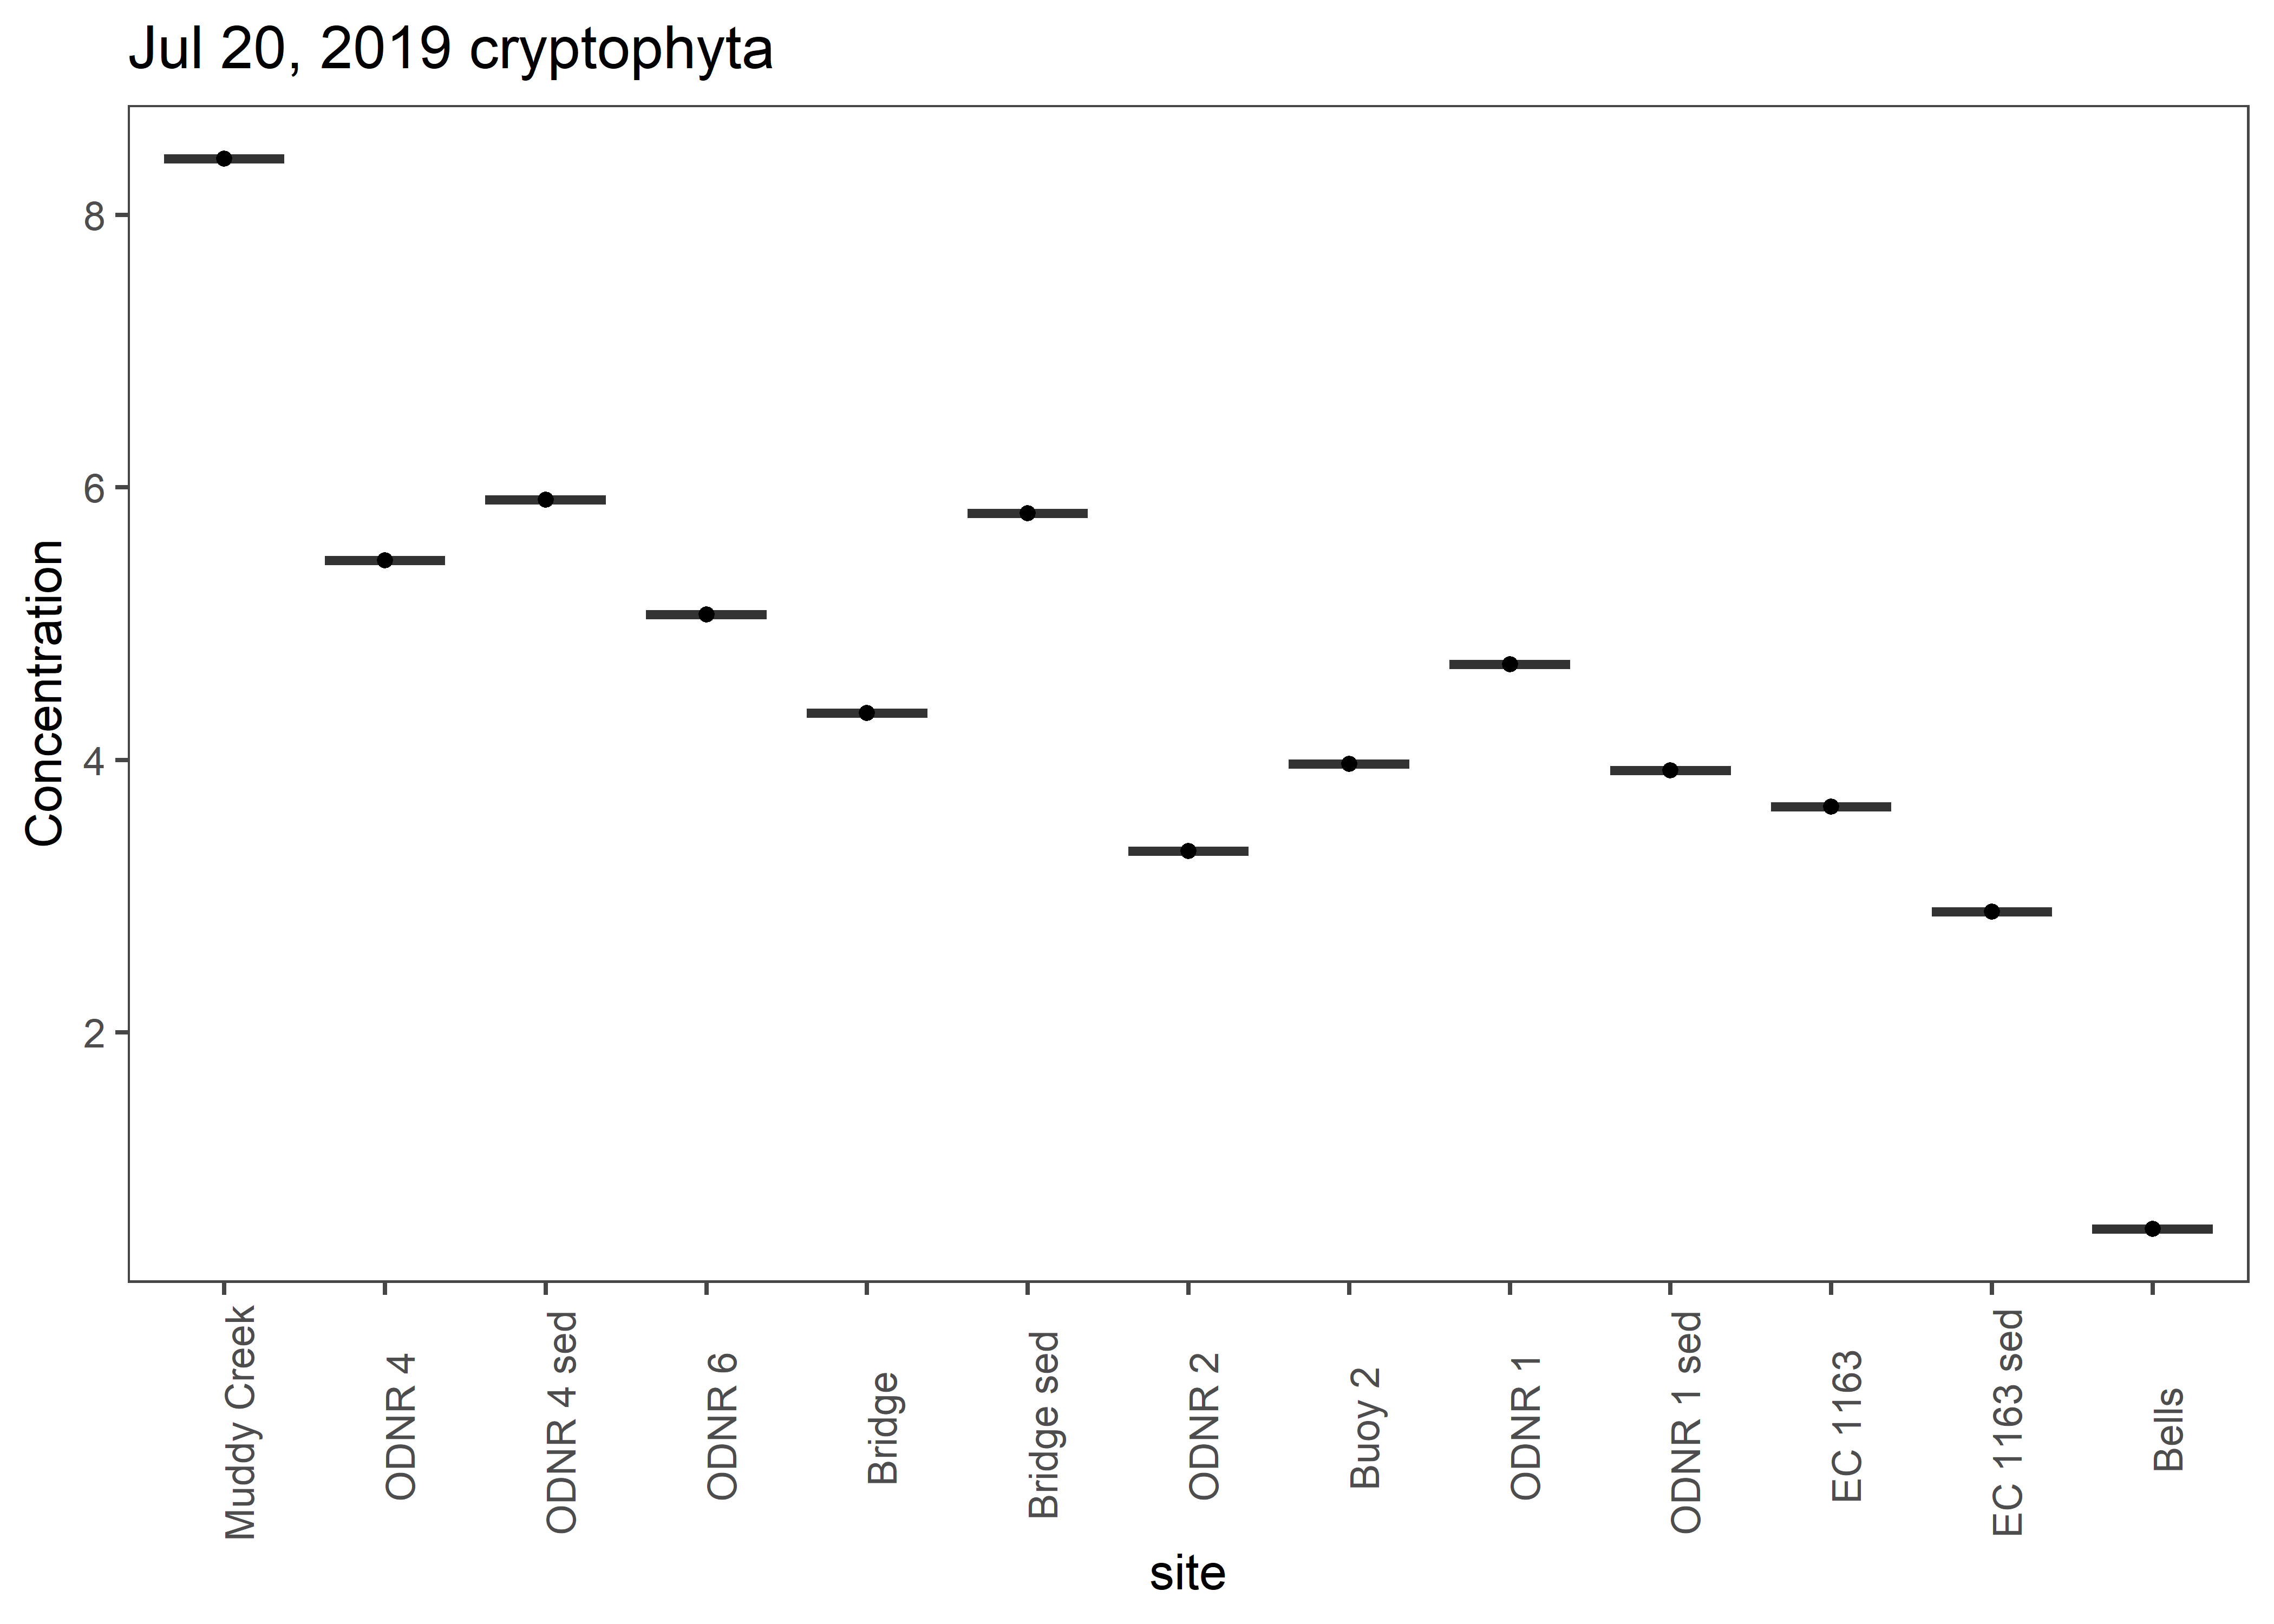 Jul 20, 2019 cryptophyta
Concentration
8
6
4
2
Muddy Creek
ODNR 4
ODNR 4 sed
ODNR 6
Bridge
Bridge sed
ODNR 2
Buoy 2
ODNR 1
ODNR 1 sed
EC 1163
EC 1163 sed
Bells
site